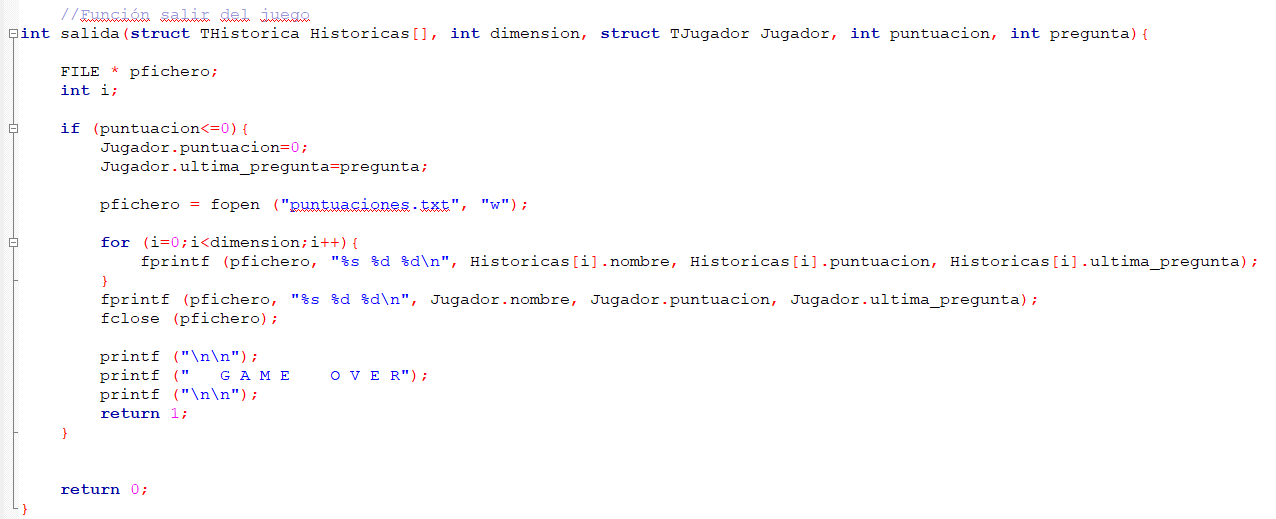 //Función salir del juego
int salida(struct THistorica Historicas[], int dimension, struct TJugador Jugador, int puntuacion, int pregunta){
FILE * pfichero;
int i;
if (puntuacion<=0){
Jugador.puntuacion=0;
Jugador.ultima_pregunta=pregunta;
pfichero = fopen ("puntuaciones.txt", "w");
for (i=0;i<dimension;i++){
fprintf (pfichero, "%s %d %d\n", Historicas[i].nombre, Historicas[i].puntuacion, Historicas[i].ultima_pregunta);
}
fprintf (pfichero, "%s %d %d\n", Jugador.nombre, Jugador.puntuacion, Jugador.ultima_pregunta);
fclose (pfichero);
printf ("\n\n");
printf ("   G A M E    O V E R");
printf ("\n\n");
return 1;
}
return 0;
}